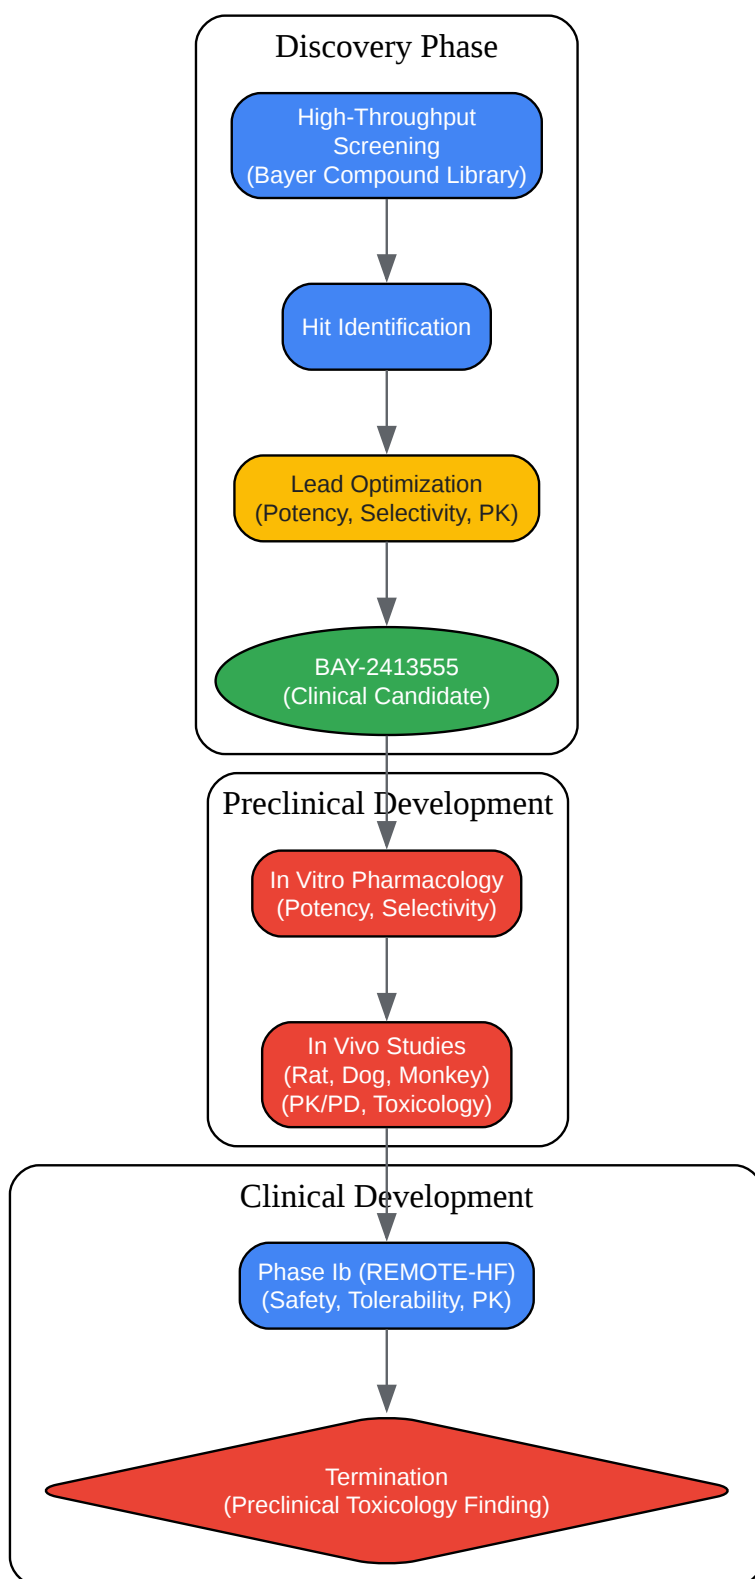 Discovery Phase
High-Throughput
Screening
(Bayer Compound Library)
Hit Identification
Lead Optimization
(Potency, Selectivity, PK)
BAY-2413555
(Clinical Candidate)
Preclinical Development
In Vitro Pharmacology
(Potency, Selectivity)
In Vivo Studies
(Rat, Dog, Monkey)
(PK/PD, Toxicology)
Clinical Development
Phase Ib (REMOTE-HF)
(Safety, Tolerability, PK)
Termination
(Preclinical Toxicology Finding)